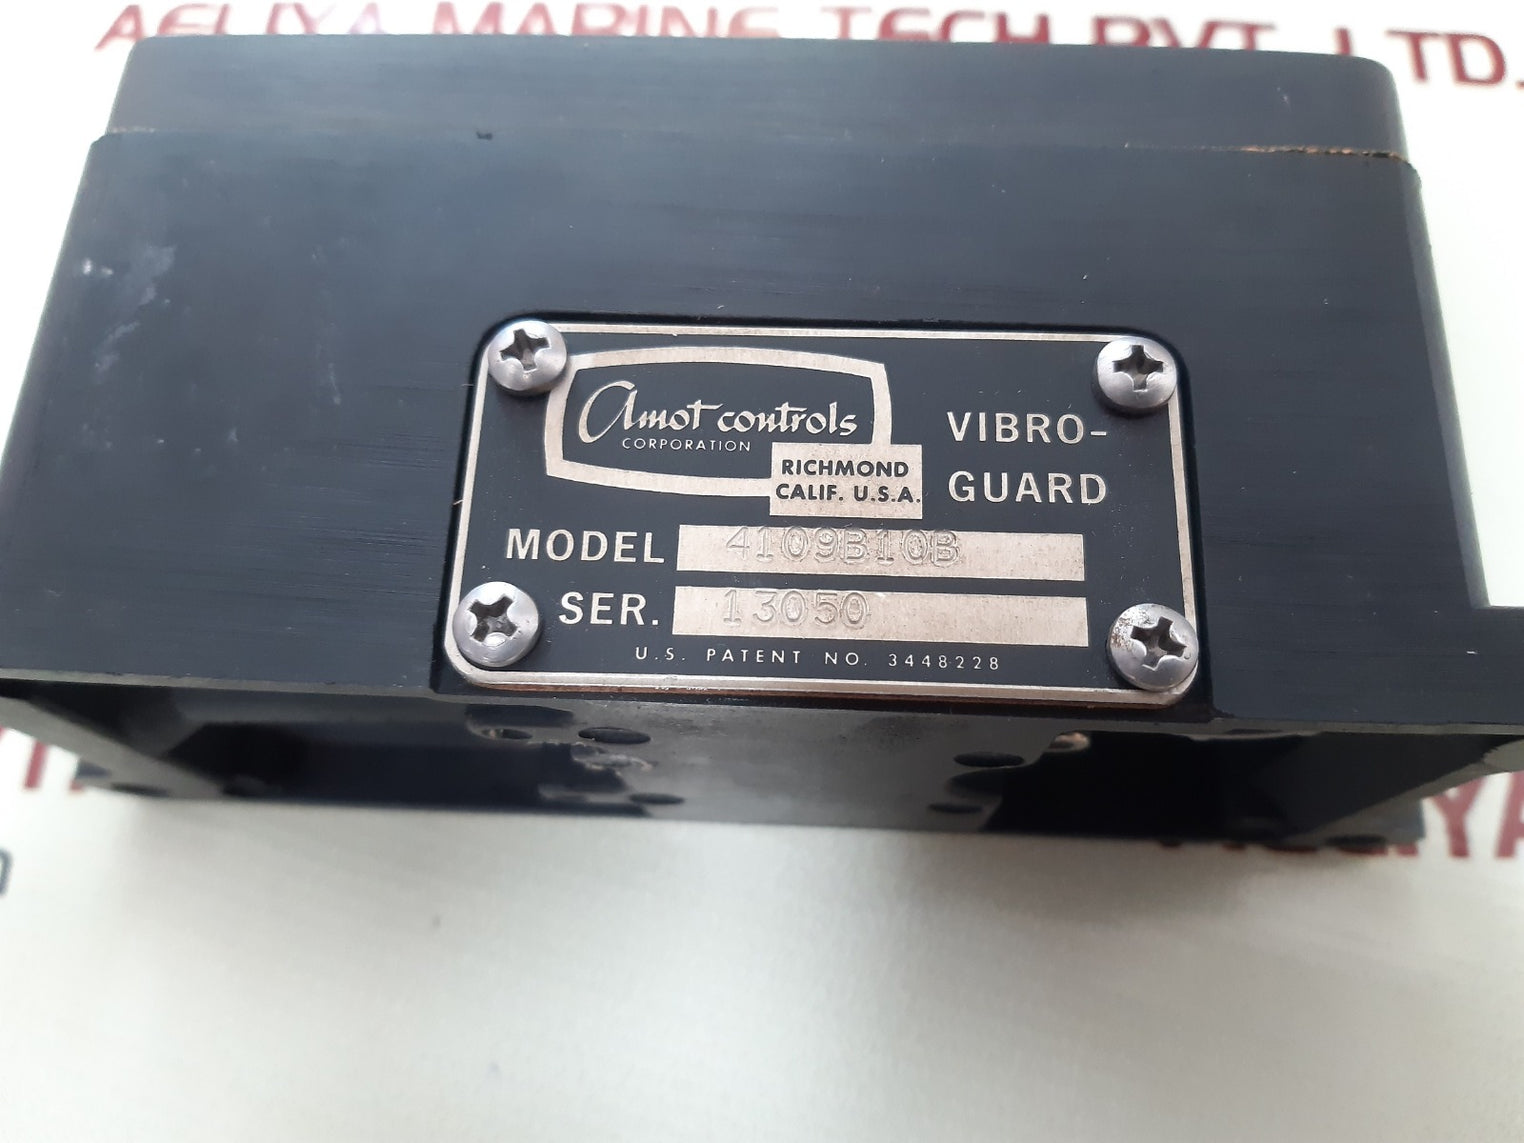 AELIYA MARINE TECH PVT. LTD.
Amot controls
CORPORATION
RICHMOND
CALIF. U.S.A.
VIBRO-
GUARD
MODEL 4109B10B
SER. 13050
U.S. PATENT NO. 3448228